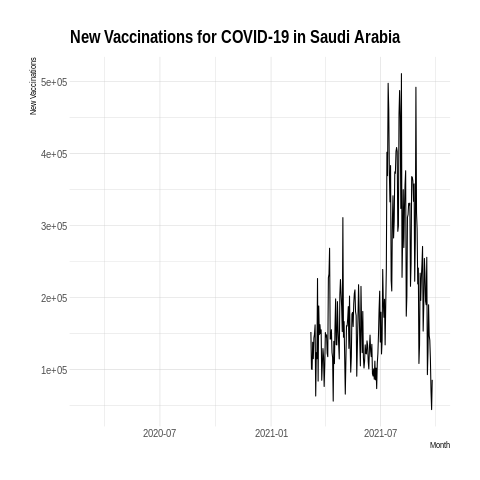 New Vaccinations for COVID-19 in Saudi Arabia
New Vaccinations
5e+05
4e+05
3e+05
2e+05
1e+05
2020-07
2021-01
2021-07
Month